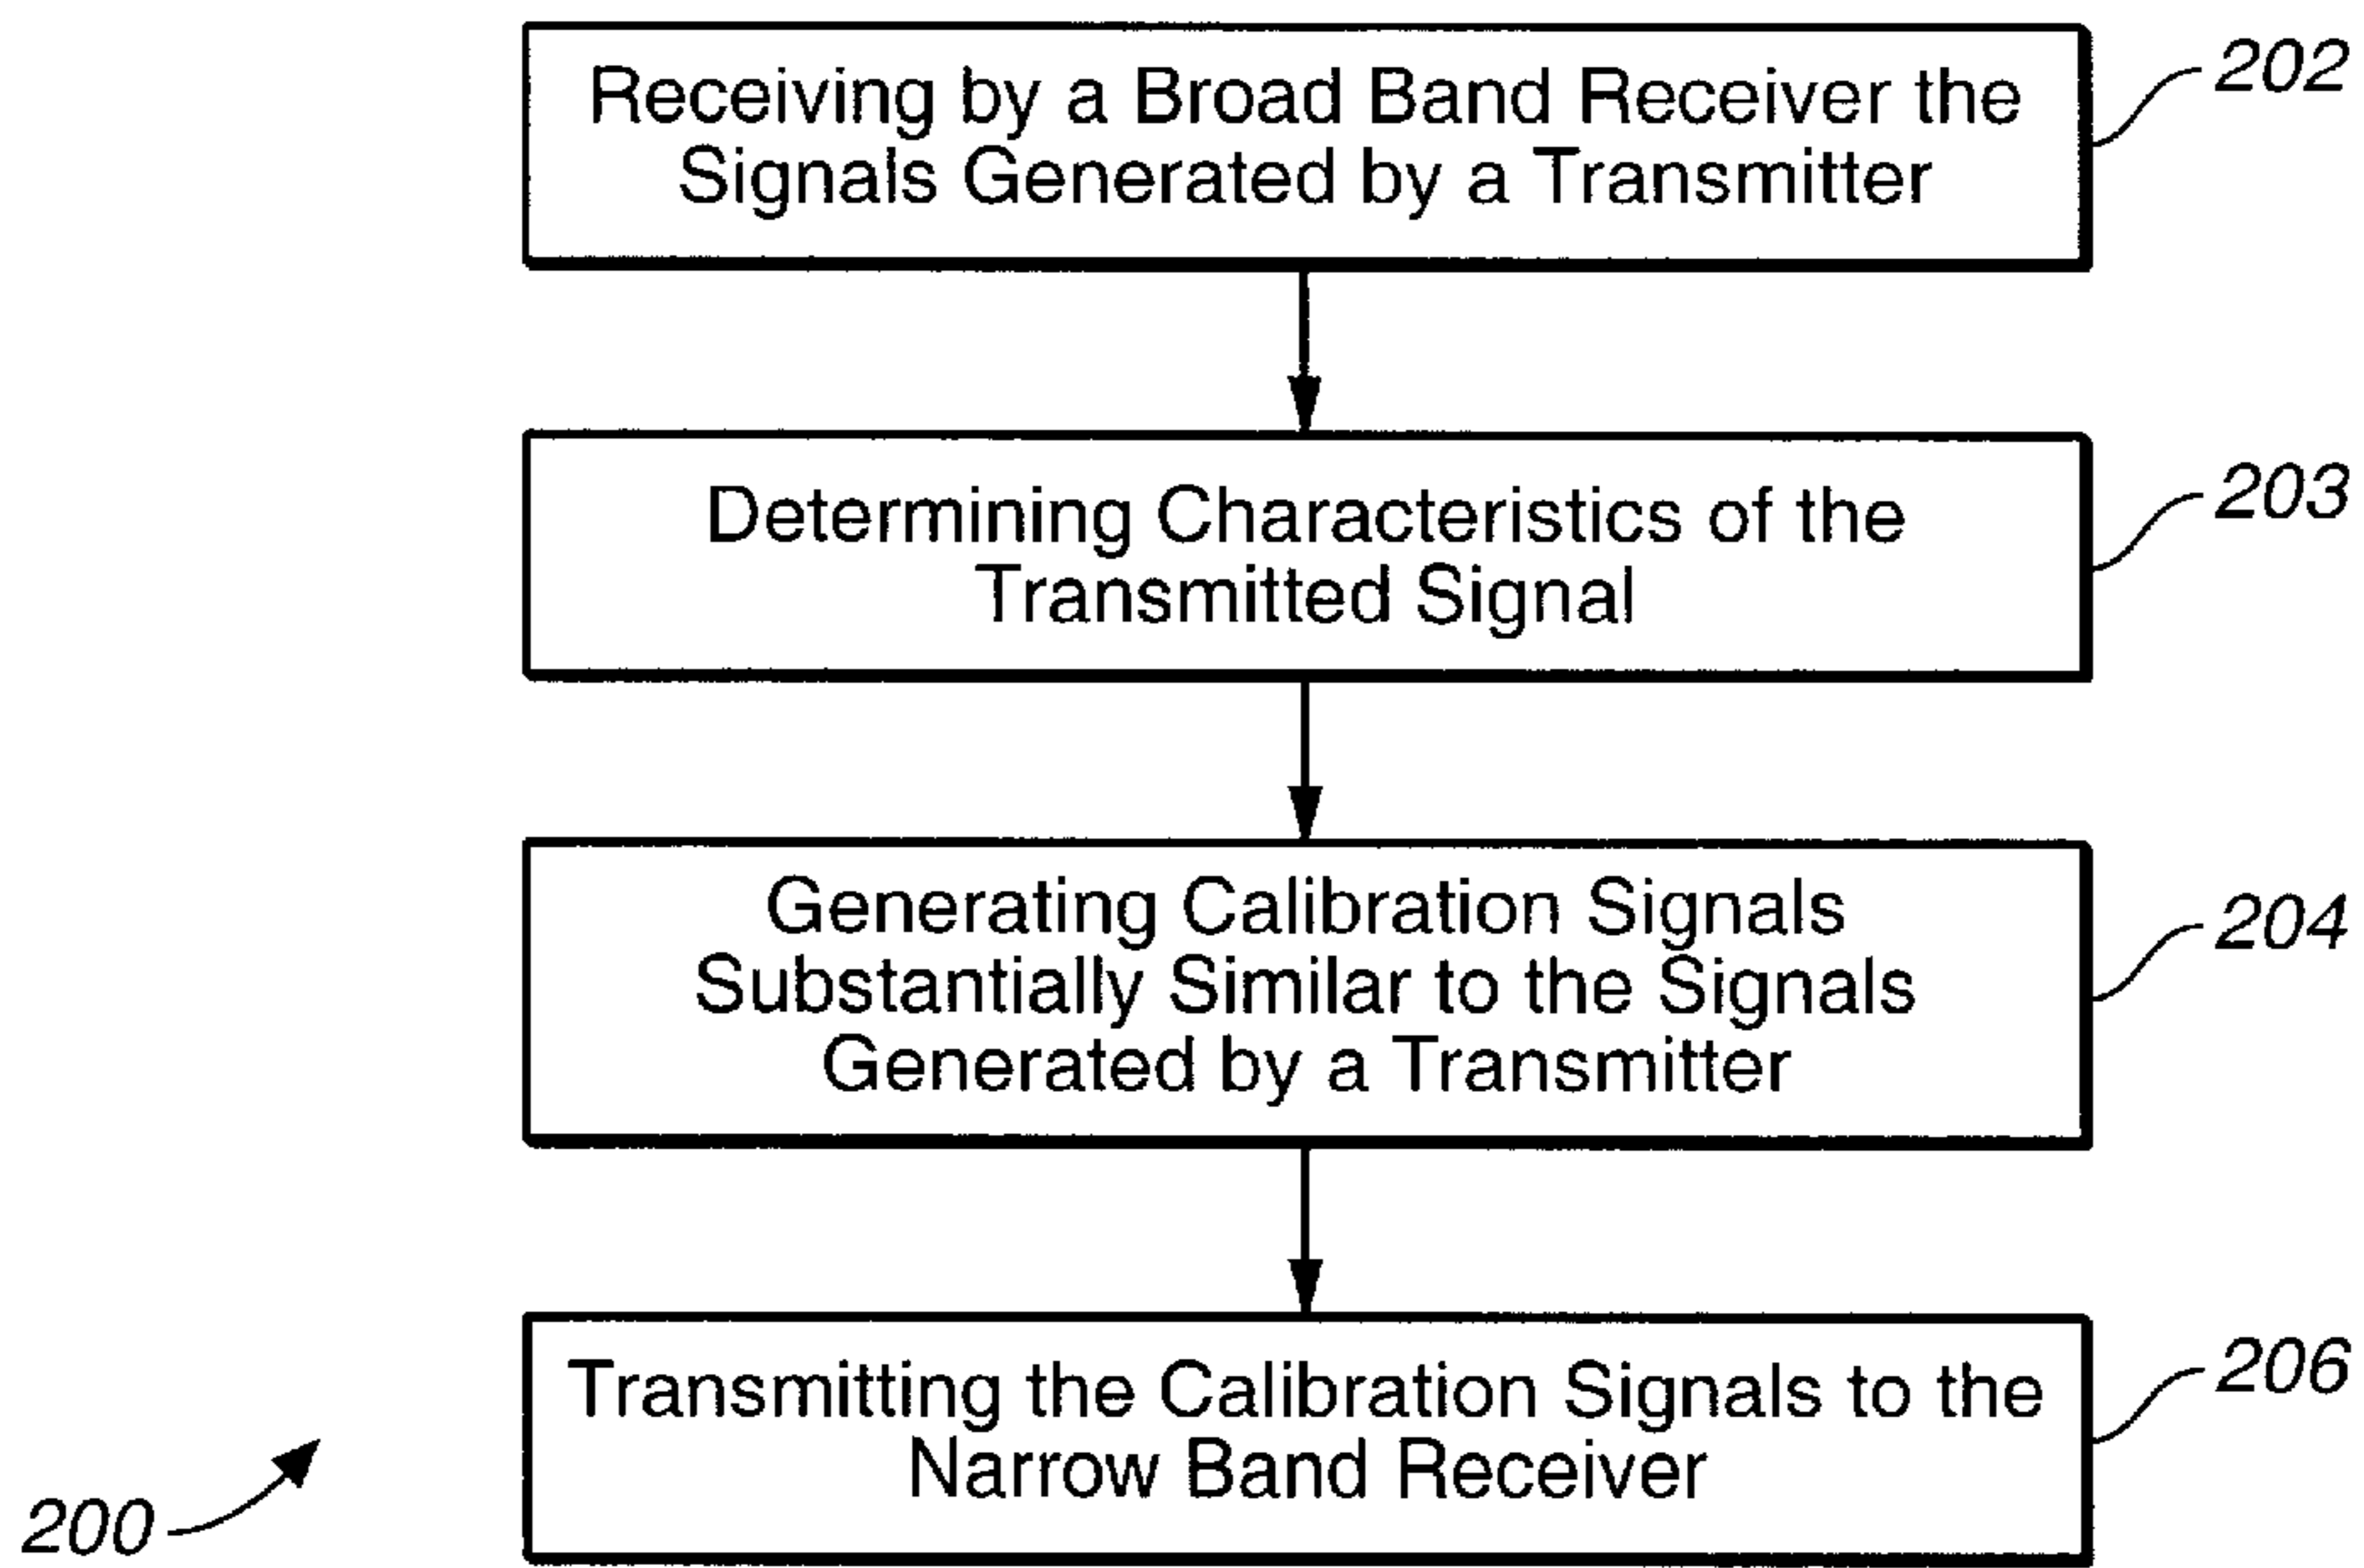 Receiving by a Broad Band Receiver the
Signals Generated by a Transmitter
202
Determining Characteristics of the
Transmitted Signal
203
Generating Calibration Signals
Substantially Similar to the Signals
Generated by a Transmitter
204
Transmitting the Calibration Signals to the
Narrow Band Receiver
206
200